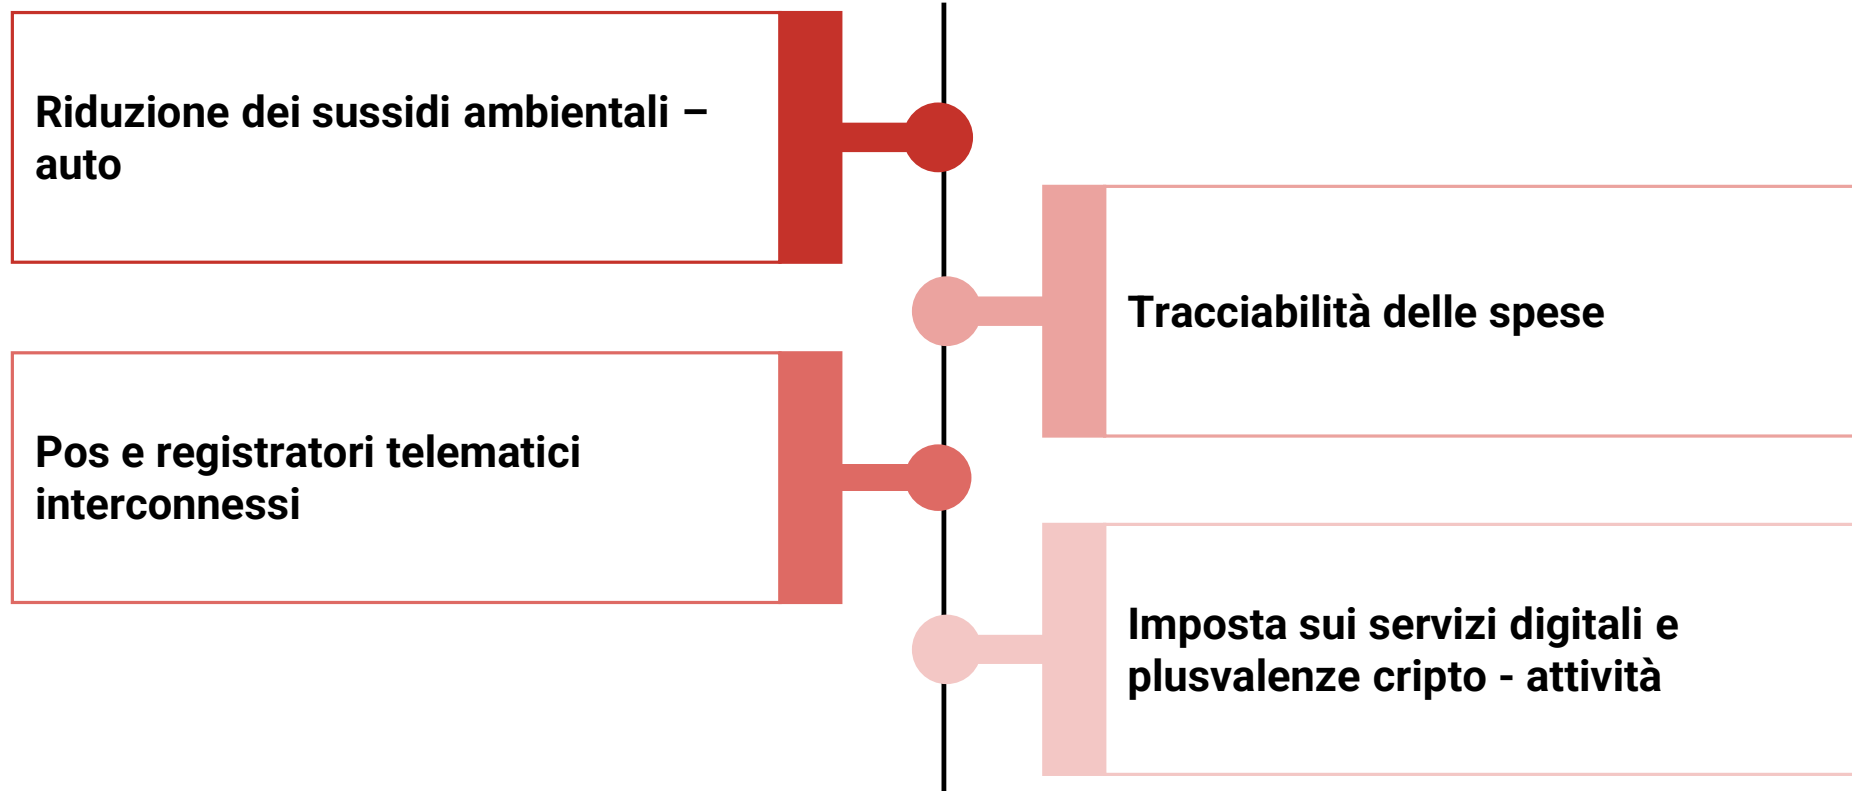 Riduzione dei sussidi ambientali –
auto
Tracciabilità delle spese
Pos e registratori telematici
interconnessi
Imposta sui servizi digitali e
plusvalenze cripto - attività